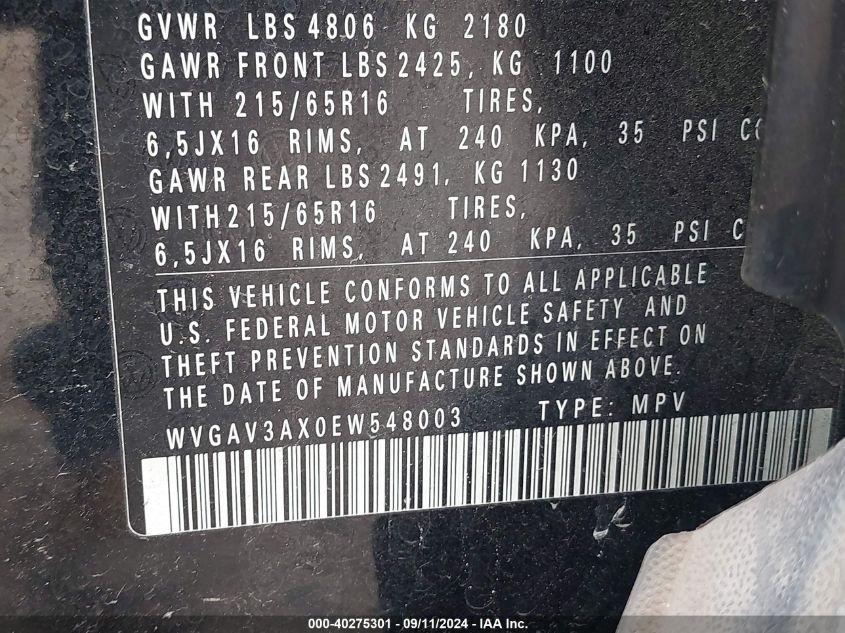 GVWR LBS 4806 KG 2180
GAWR FRONT LBS 2425, KG 1100
WITH 215/65R16 TIRES,
6,5JX16 RIMS, AT 240 KPA, 35 PSI
GAWR REAR LBS 2491, KG 1130
WITH 215/65R16 TIRES,
6,5JX16 RIMS, AT 240 KPA, 35 PSI
THIS VEHICLE CONFORMS TO ALL APPLICABLE
U.S. FEDERAL MOTOR VEHICLE SAFETY AND
THEFT PREVENTION STANDARDS IN EFFECT ON
THE DATE OF MANUFACTURE SHOWN ABOVE.
WVGAV3AX0EW548003 TYPE: MPV
000-40275301 - 09/11/2024 - IAA, Inc.